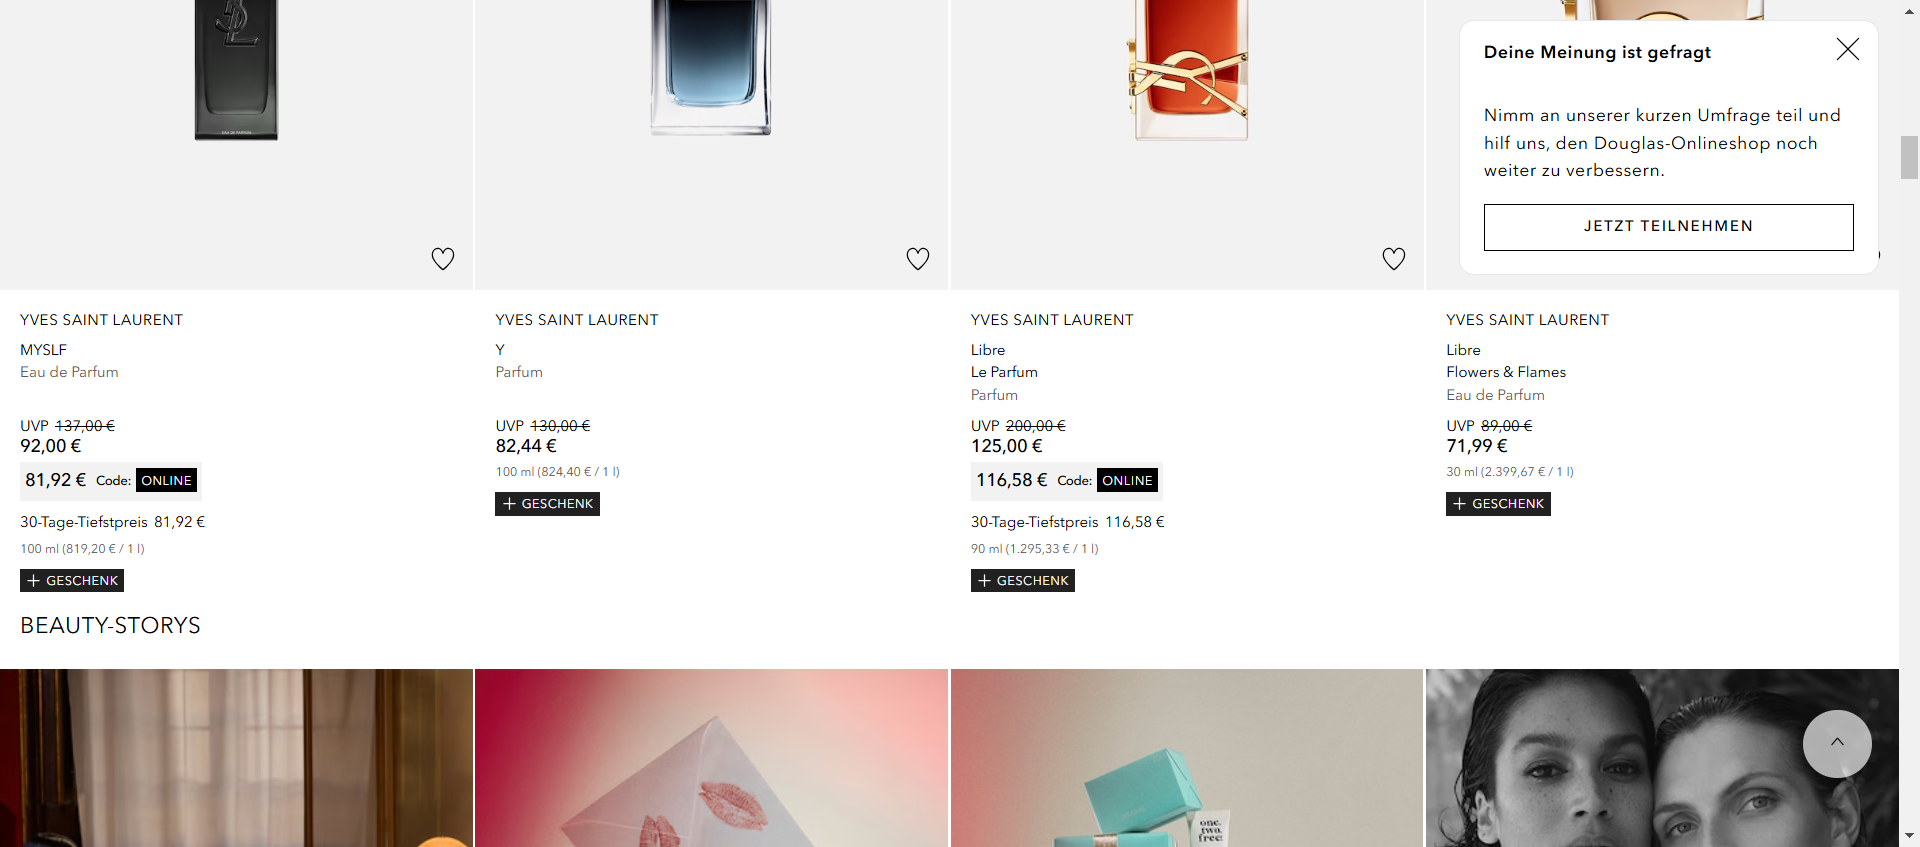 EAU DE PARFUM
Deine Meinung ist gefragt
Nimm an unserer kurzen Umfrage teil und
hilf uns, den Douglas-Onlineshop noch
weiter zu verbessern.
JETZT TEILNEHMEN
YVES SAINT LAURENT
MYSLF
Eau de Parfum
UVP 137,00 €
92,00 €
81,92 € Code: ONLINE
30-Tage-Tiefstpreis 81,92 €
100 ml (819,20 € / 1 l)
+ GESCHENK
YVES SAINT LAURENT
Y
Parfum
UVP 130,00 €
82,44 €
100 ml (824,40 € / 1 l)
+ GESCHENK
YVES SAINT LAURENT
Libre
Le Parfum
Parfum
UVP 200,00 €
125,00 €
116,58 € Code: ONLINE
30-Tage-Tiefstpreis 116,58 €
90 ml (1.295,33 € / 1 l)
+ GESCHENK
YVES SAINT LAURENT
Libre
Flowers & Flames
Eau de Parfum
UVP 89,00 €
71,99 €
30 ml (2.399,67 € / 1 l)
+ GESCHENK
BEAUTY-STORYS
one.
two.
free!